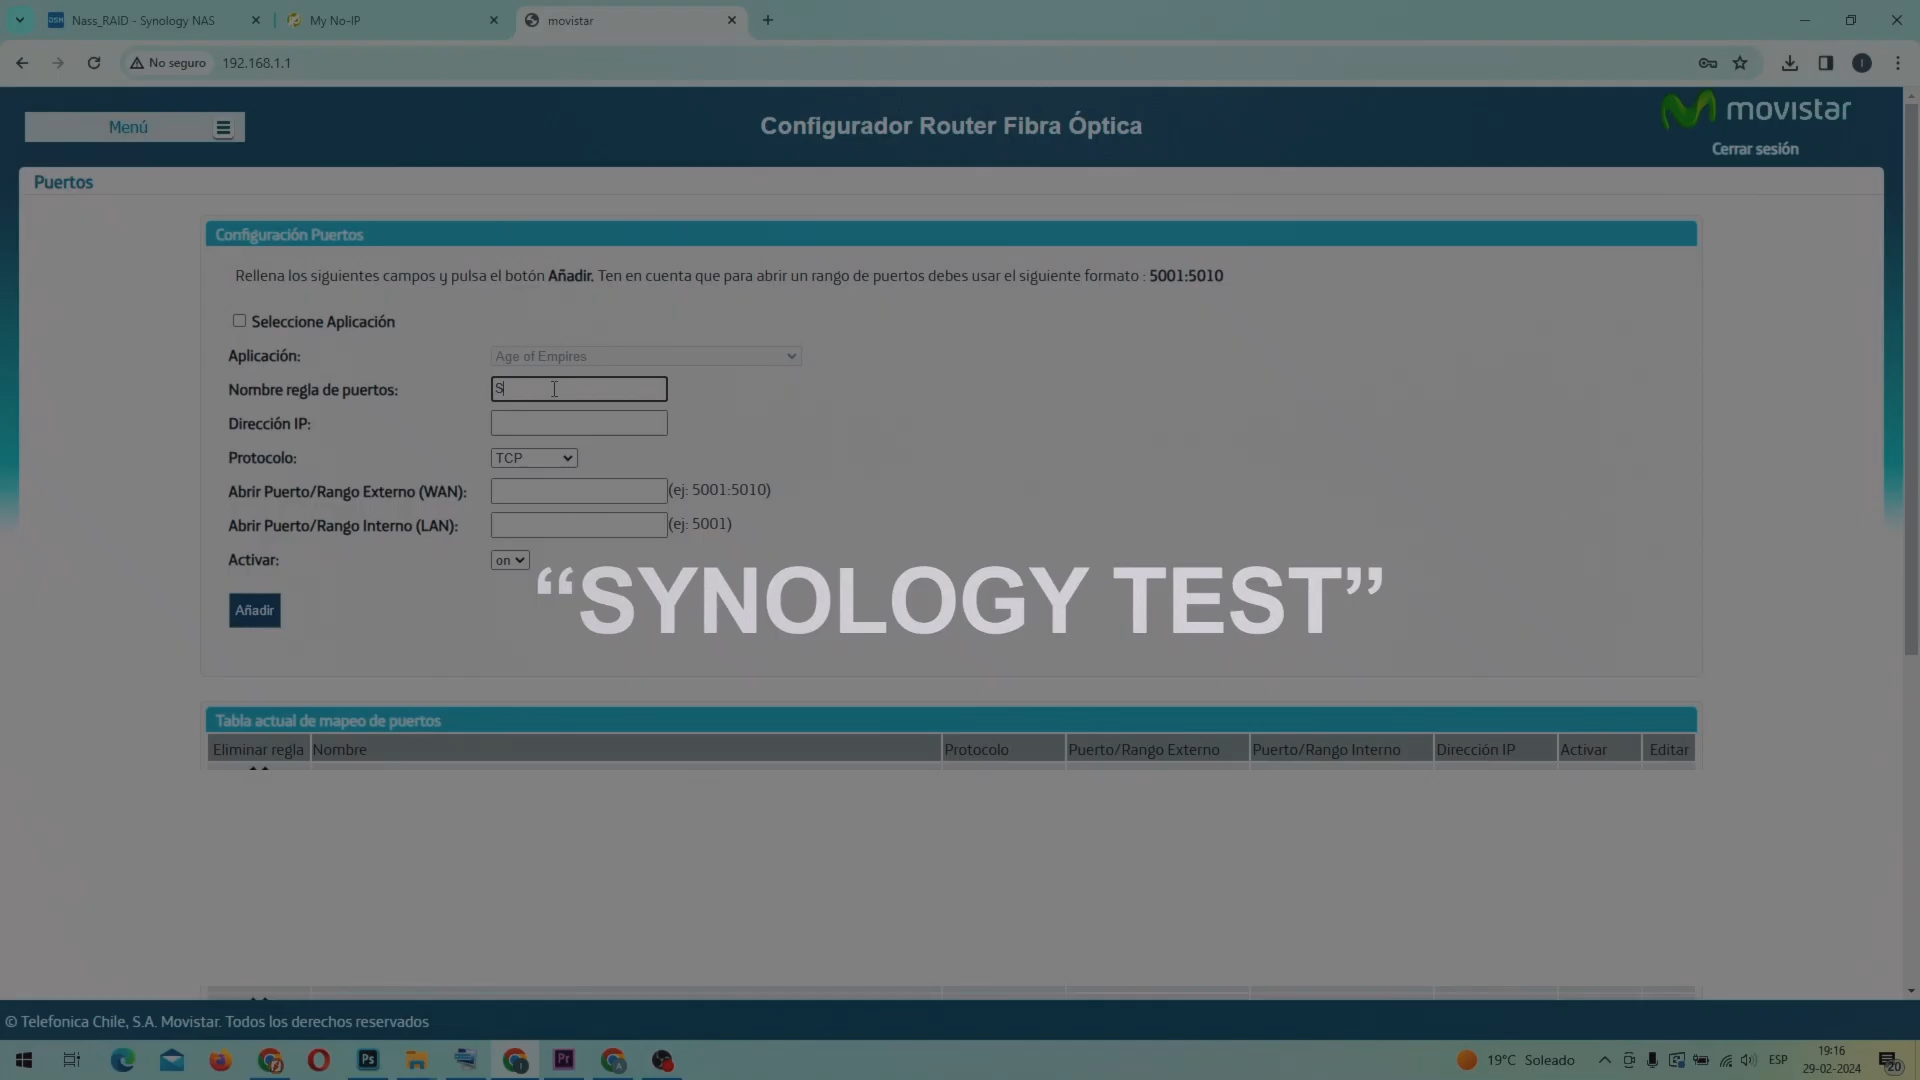 Nass_RAID - Synology NAS
My No-IP
movistar
No seguro
192.168.1.1
Menú
Configurador Router Fibra Óptica
movistar
Cerrar sesión
Puertos
Configuración Puertos
Rellena los siguientes campos y pulsa el botón Añadir. Ten en cuenta que para abrir un rango de puertos debes usar el siguiente formato : 5001:5010
Seleccione Aplicación
Aplicación: Age of Empires
Nombre regla de puertos: S
Dirección IP:
Protocolo: TCP
Abrir Puerto/Rango Externo (WAN): (ej: 5001:5010)
Abrir Puerto/Rango Interno (LAN): (ej: 5001)
Activar: on
“SYNOLOGY TEST”
Añadir
Tabla actual de mapeo de puertos
Eliminar regla Nombre Protocolo Puerto/Rango Externo Puerto/Rango Interno Dirección IP Activar Editar
© Telefonica Chile, S.A. Movistar. Todos los derechos reservados
19°C Soleado
ESP
19:16
29-02-2024
20